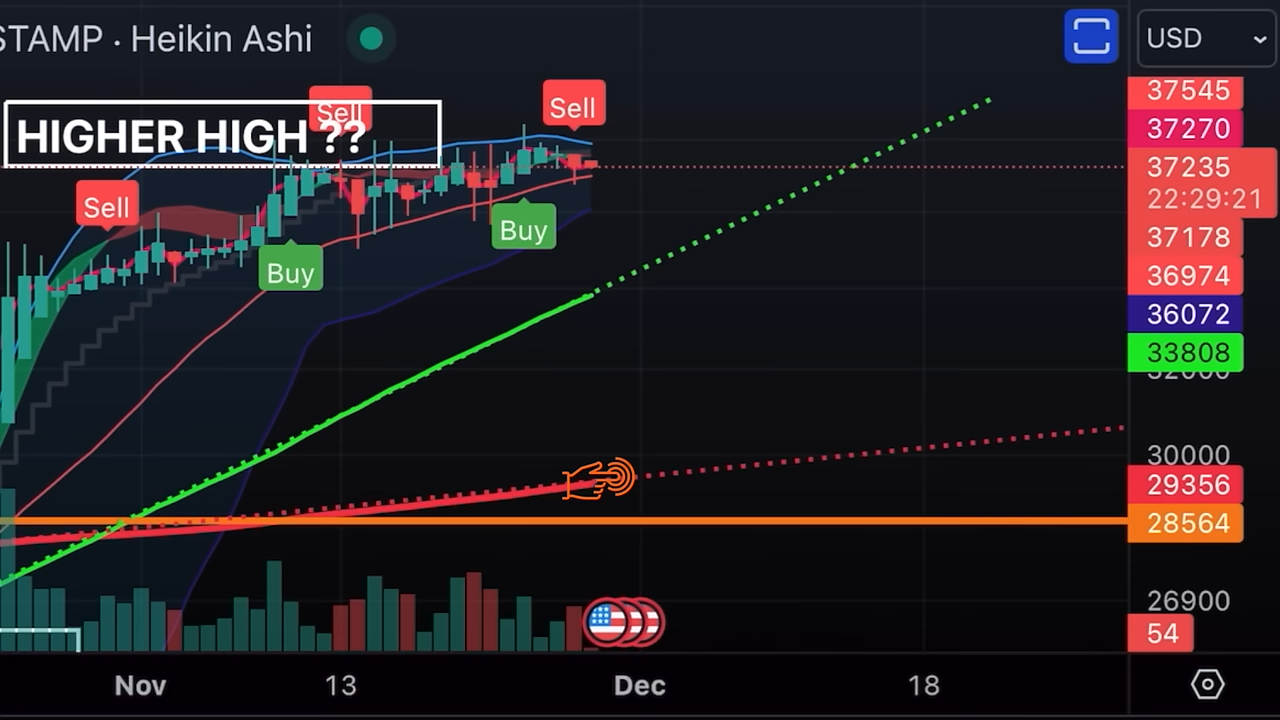 STAMP · Heikin Ashi
USD
Sell
Sell
HIGHER HIGH ??
Sell
Buy
Buy
37545
37270
37235
22:29:21
37178
36974
36072
33808
32000
30000
29356
28564
26900
54
Nov
13
Dec
18